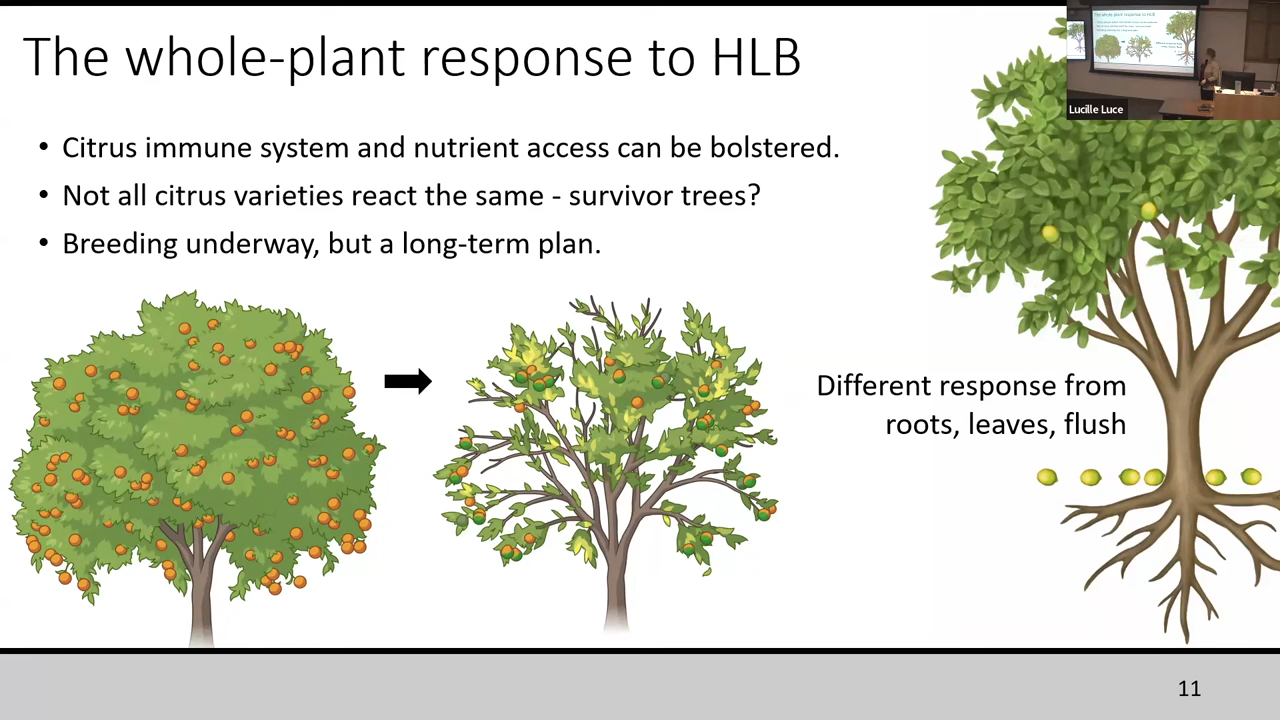 The whole-plant response to HLB
Lucille Luce
• Citrus immune system and nutrient access can be bolstered.
• Not all citrus varieties react the same - survivor trees?
• Breeding underway, but a long-term plan.
Different response from
roots, leaves, flush
11